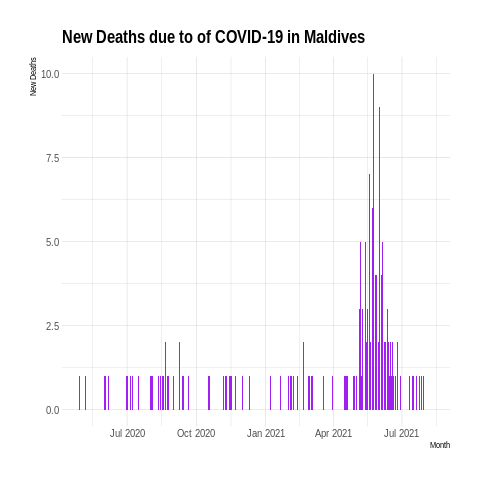 New Deaths due to of COVID-19 in Maldives
New Deaths
10.0
7.5
5.0
2.5
0.0
Jul 2020 Oct 2020 Jan 2021 Apr 2021 Jul 2021
Month